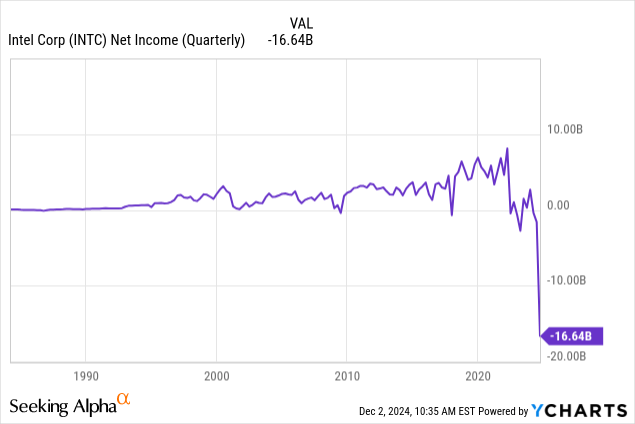 VAL
Intel Corp (INTC) Net Income (Quarterly) -16.64B
10.00B
0.00
-10.00B
-16.64B
-20.00B
1990 2000 2010 2020
Seeking Alphaα
Dec 2, 2024, 10:35 AM EST Powered by YCHARTS